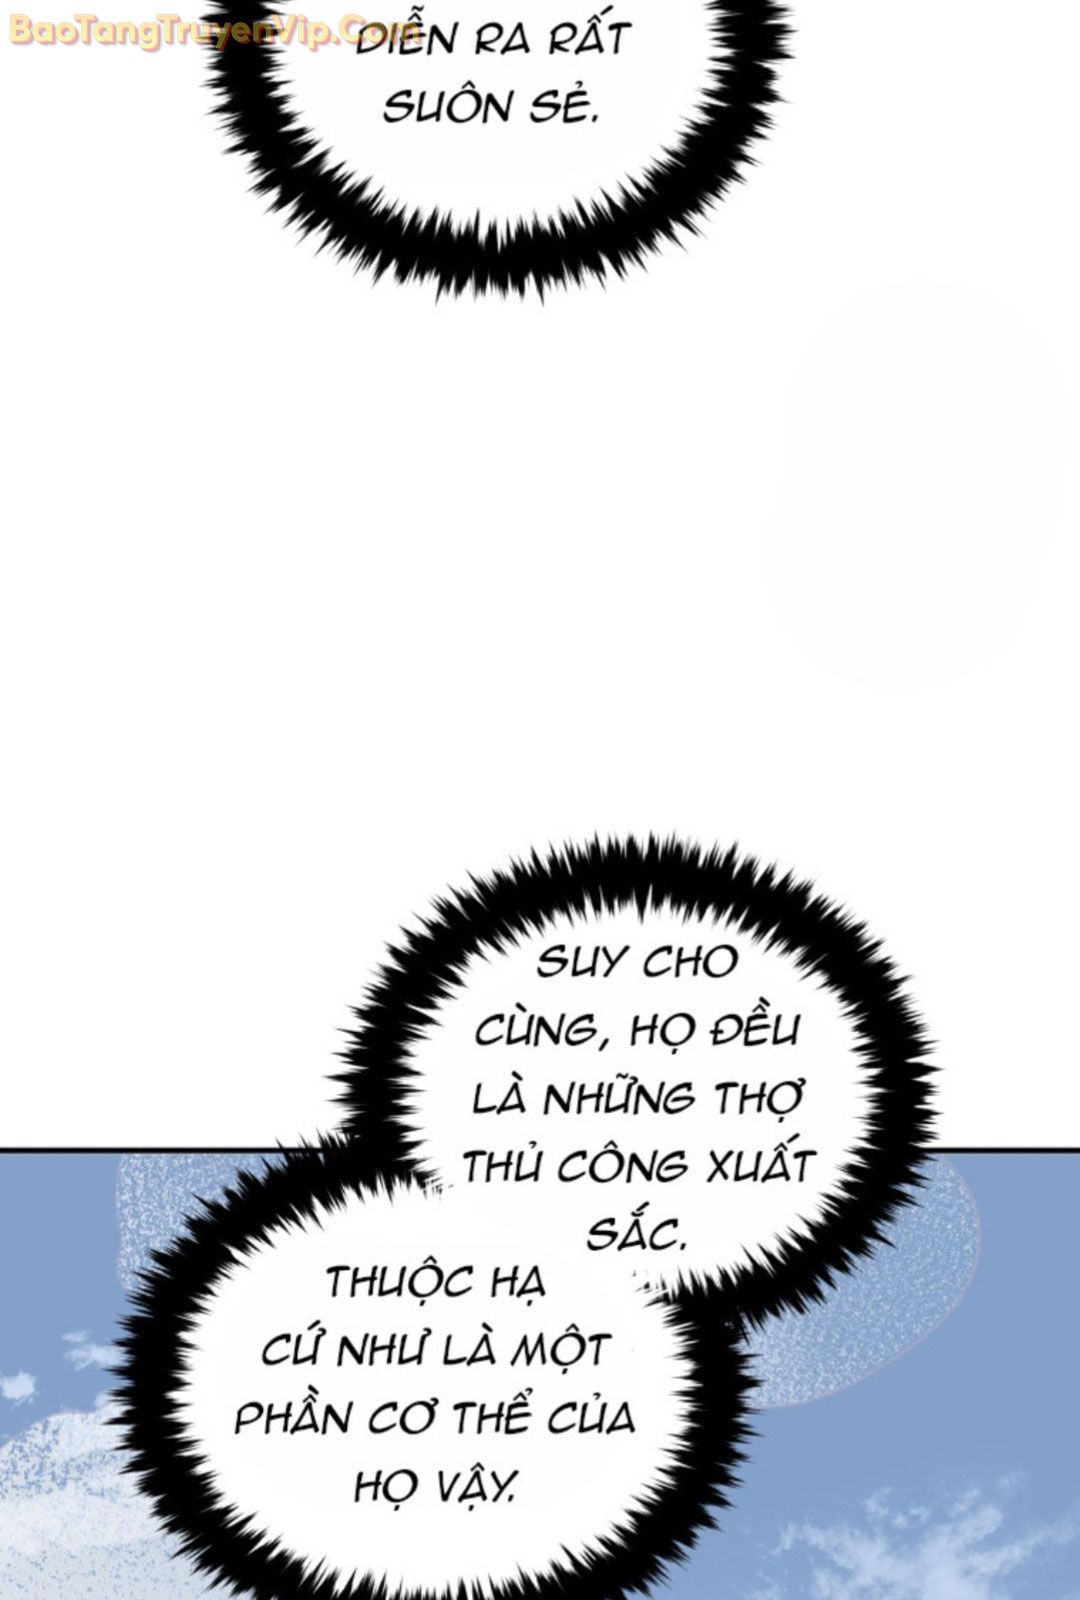 BaoTangTruyenVip.Com
DIỄN RA RẤT
SUÔN SẺ.
SUY CHO
CÙNG, HỌ ĐỀU
LÀ NHỮNG THỢ
THỦ CÔNG XUẤT
SẮC.
THUỘC HẠ
CỨ NHƯ LÀ MỘT
PHẦN CƠ THỂ CỦA
HỌ VẬY.